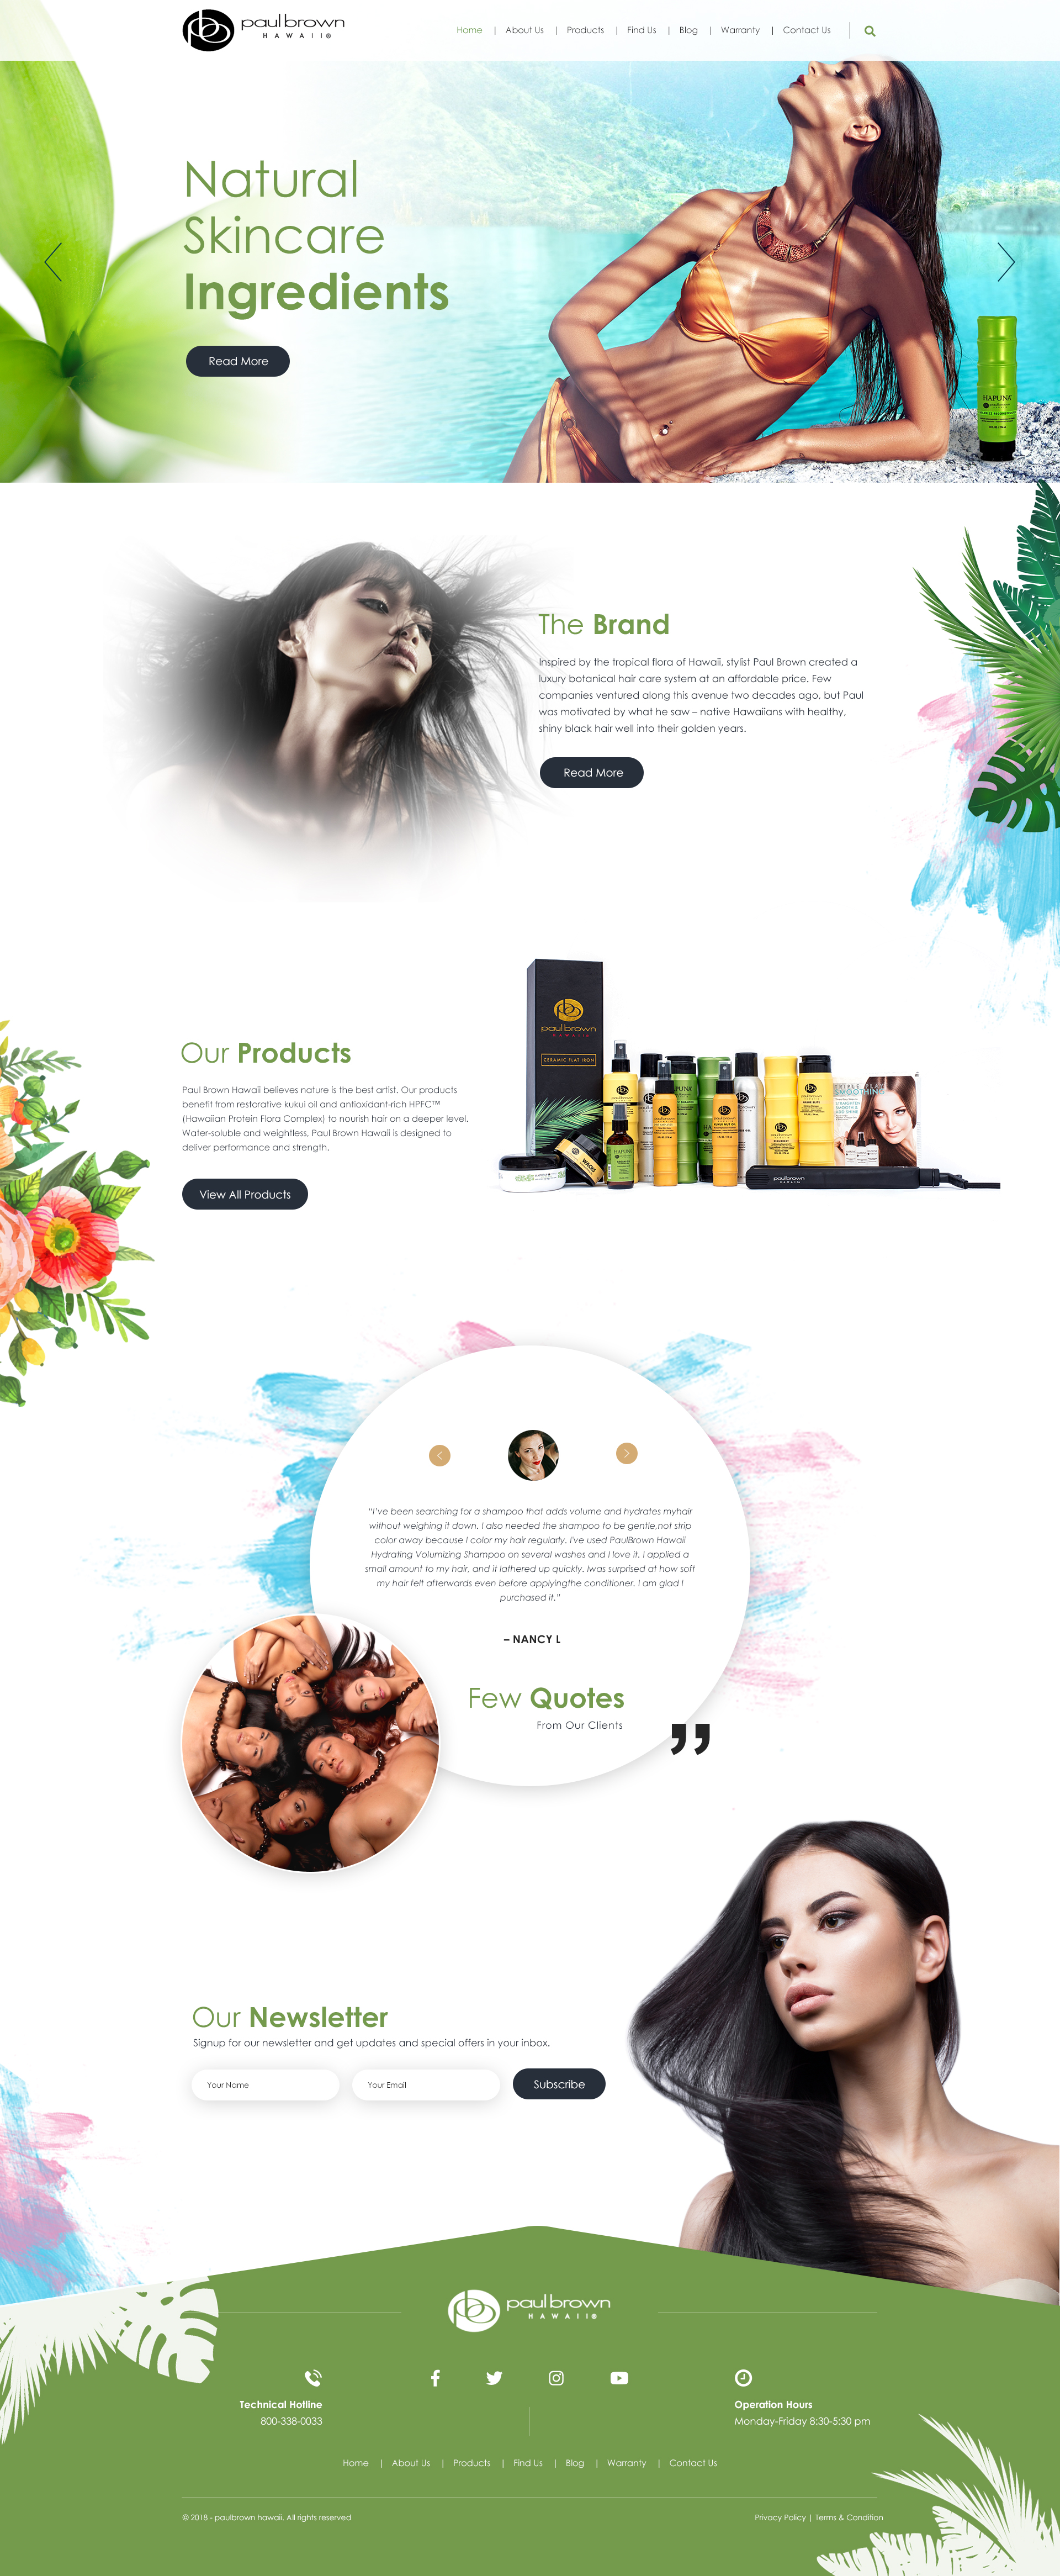 paul brown
HAWAII®
Home | About Us | Products | Find Us | Blog | Warranty | Contact Us
Natural
Skincare
Ingredients
Read More
HAPUNA
The Brand
Inspired by the tropical flora of Hawaii, stylist Paul Brown created a
luxury botanical hair care system at an affordable price. Few
companies ventured along this avenue two decades ago, but Paul
was motivated by what he saw – native Hawaiians with healthy,
shiny black hair well into their golden years.
Read More
paul brown
HAWAII®
CERAMIC FLAT IRON
Our Products
Paul Brown Hawaii believes nature is the best artist. Our products
benefit from restorative kukui oil and antioxidant-rich HPFC™
(Hawaiian Protein Flora Complex) to nourish hair on a deeper level.
Water-soluble and weightless, Paul Brown Hawaii is designed to
deliver performance and strength.
View All Products
HAPUNA
SMOOTHING
paul brown
“I’ve been searching for a shampoo that adds volume and hydrates myhair
without weighing it down. I also needed the shampoo to be gentle,not strip
color away because I color my hair regularly. I've used PaulBrown Hawaii
Hydrating Volumizing Shampoo on several washes and I love it. I applied a
small amount to my hair, and it lathered up quickly. Iwas surprised at how soft
my hair felt afterwards even before applyingthe conditioner. I am glad I
purchased it.”
– NANCY L
Few Quotes
From Our Clients
Our Newsletter
Signup for our newsletter and get updates and special offers in your inbox.
Your Name
Your Email
Subscribe
paul brown
HAWAII®
Technical Hotline
800-338-0033
Operation Hours
Monday-Friday 8:30-5:30 pm
Home | About Us | Products | Find Us | Blog | Warranty | Contact Us
© 2018 - paulbrown hawaii. All rights reserved
Privacy Policy | Terms & Condition